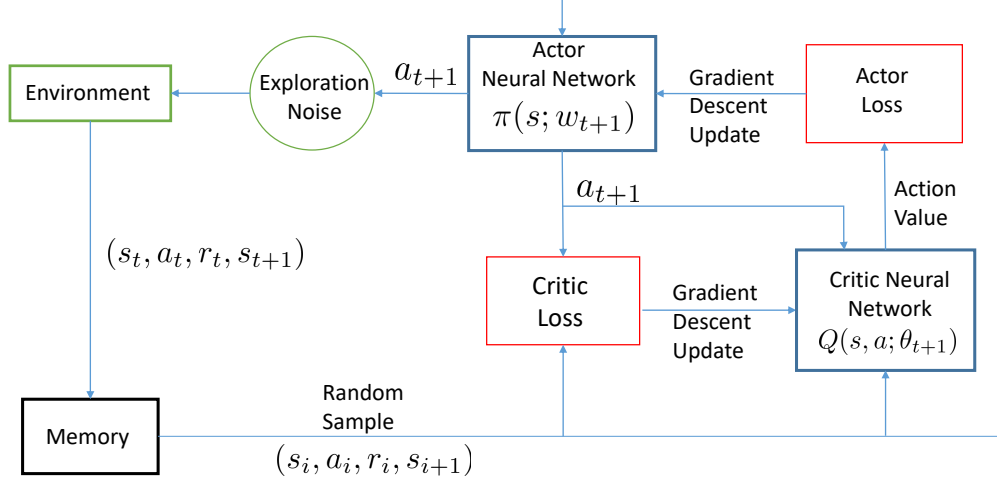 Environment
Exploration
Noise
a_{t+1}
Actor
Neural Network
π(s; w_{t+1})
Gradient
Descent
Update
Actor
Loss
a_{t+1}
Action
Value
(s_t, a_t, r_t, s_{t+1})
Critic
Loss
Gradient
Descent
Update
Critic Neural
Network
Q(s, a; θ_{t+1})
Memory
Random
Sample
(s_i, a_i, r_i, s_{i+1})